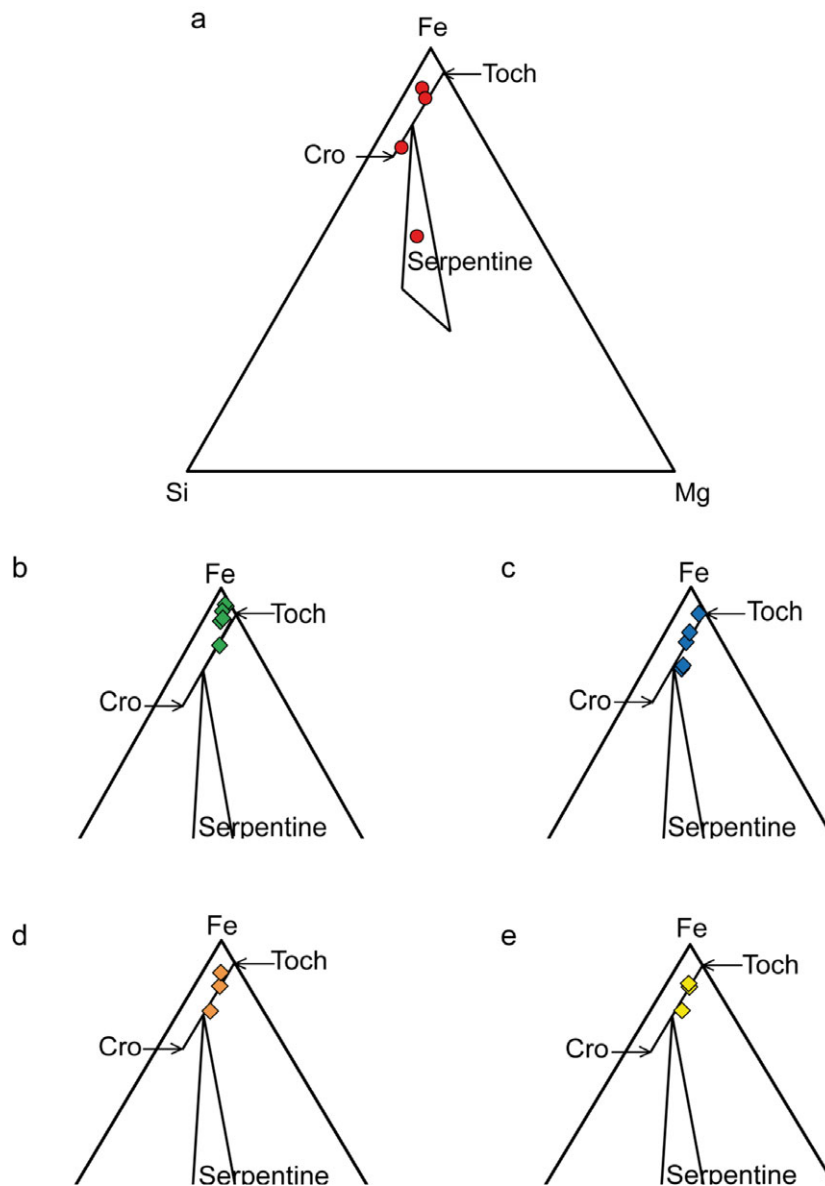 a
Fe
Toch
Cro
Serpentine
Si Mg
b c
Fe Fe
Toch Toch
Cro Cro
Serpentine Serpentine
d e
Fe Fe
Toch Toch
Cro Cro
Serpentine Serpentine